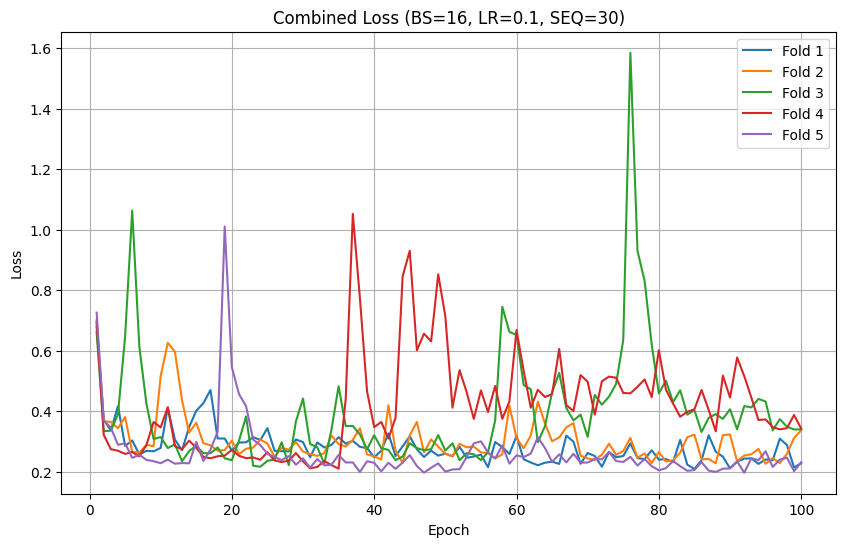 Combined Loss (BS=16, LR=0.1, SEQ=30)
1.6
1.4
1.2
1.0
0.8
0.6
0.4
0.2
Loss
Fold 1
Fold 2
Fold 3
Fold 4
Fold 5
0
20
40
60
80
100
Epoch